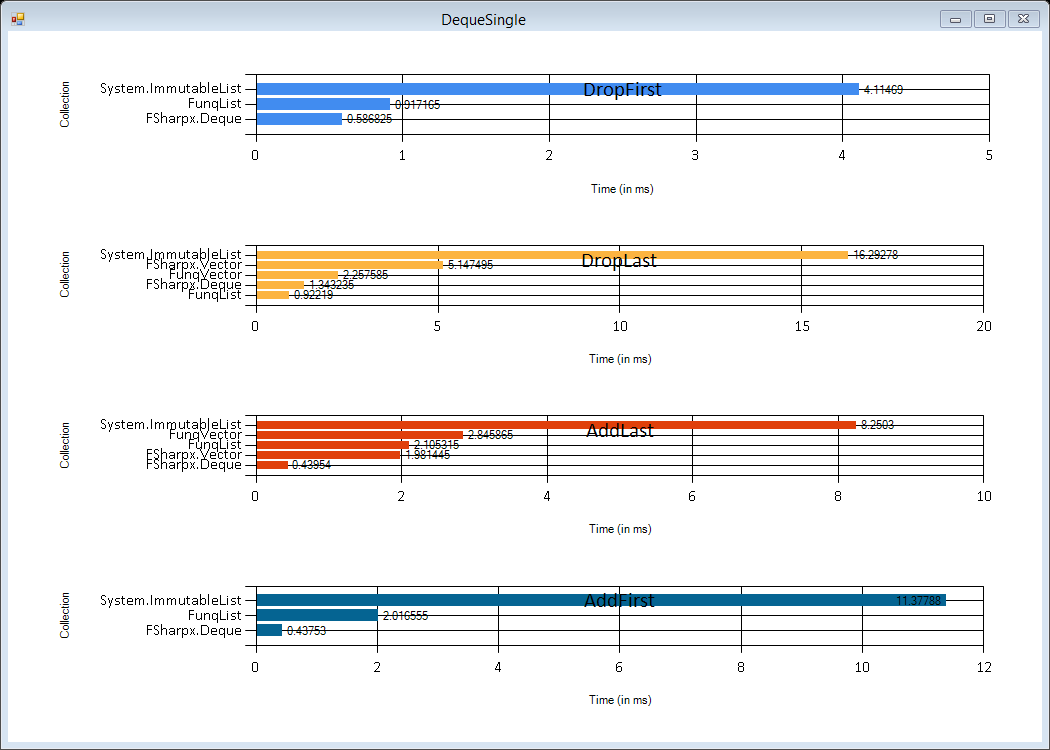 DequeSingle
DropFirst
Collection
System.ImmutableList 4.11469
FunqList 0.917165
FSharpx.Deque 0.586825
0 1 2 3 4 5
Time (in ms)
DropLast
Collection
System.ImmutableList 16.29278
FSharpx.Vector 5.147495
FunqVector 2.257585
FSharpx.Deque 1.343235
FunqList 0.92219
0 5 10 15 20
Time (in ms)
AddLast
Collection
System.ImmutableList 8.2503
FunqVector 2.845865
FunqList 2.105315
FSharpx.Vector 1.981445
FSharpx.Deque 0.43954
0 2 4 6 8 10
Time (in ms)
AddFirst
Collection
System.ImmutableList 11.37788
FunqList 2.016555
FSharpx.Deque 0.43753
0 2 4 6 8 10 12
Time (in ms)